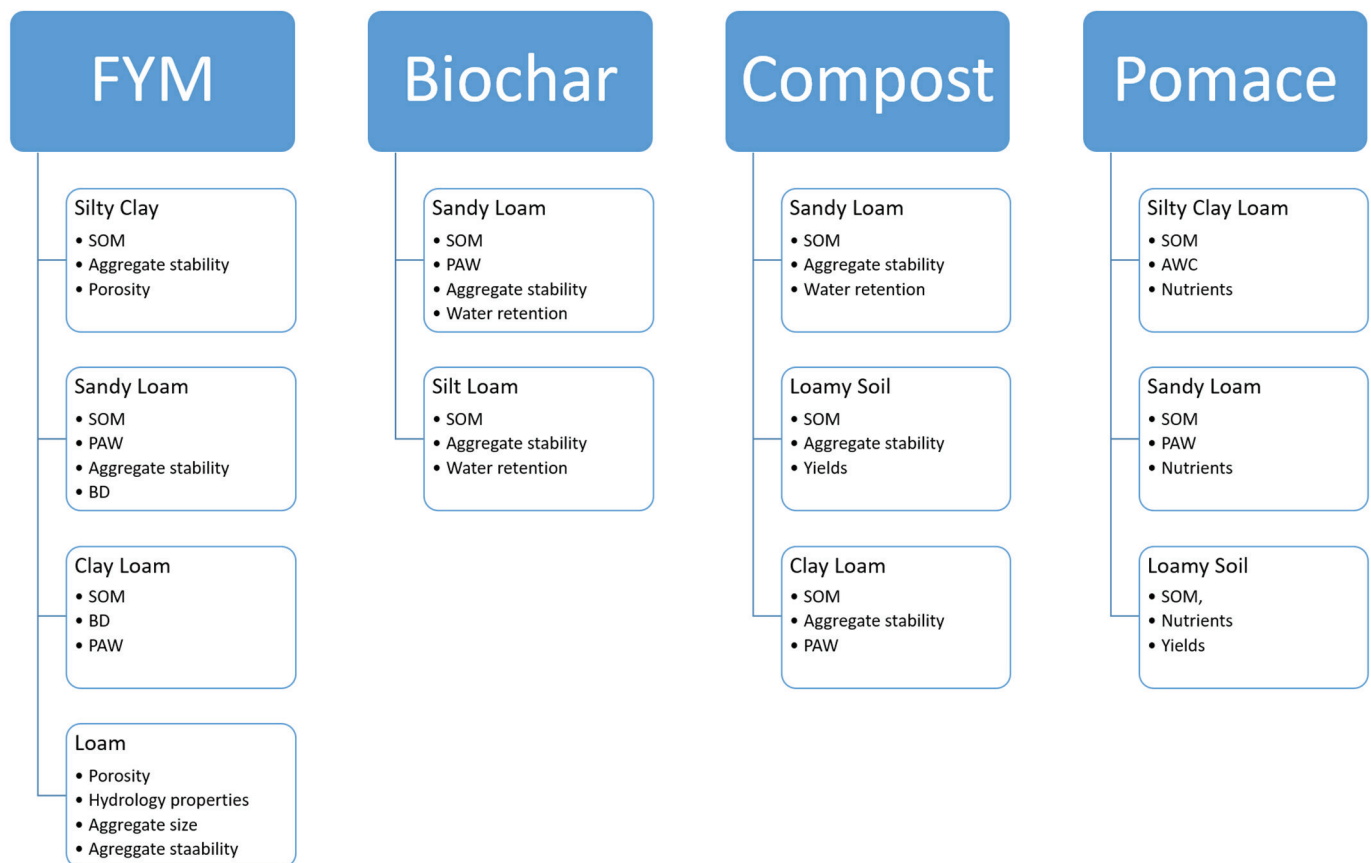 FYM
Silty Clay
• SOM
• Aggregate stability
• Porosity
Sandy Loam
• SOM
• PAW
• Aggregate stability
• BD
Clay Loam
• SOM
• BD
• PAW
Loam
• Porosity
• Hydrology properties
• Aggregate size
• Agreggate staability
Biochar
Sandy Loam
• SOM
• PAW
• Aggregate stability
• Water retention
Silt Loam
• SOM
• Aggregate stability
• Water retention
Compost
Sandy Loam
• SOM
• Aggregate stability
• Water retention
Loamy Soil
• SOM
• Aggregate stability
• Yields
Clay Loam
• SOM
• Aggregate stability
• PAW
Pomace
Silty Clay Loam
• SOM
• AWC
• Nutrients
Sandy Loam
• SOM
• PAW
• Nutrients
Loamy Soil
• SOM,
• Nutrients
• Yields